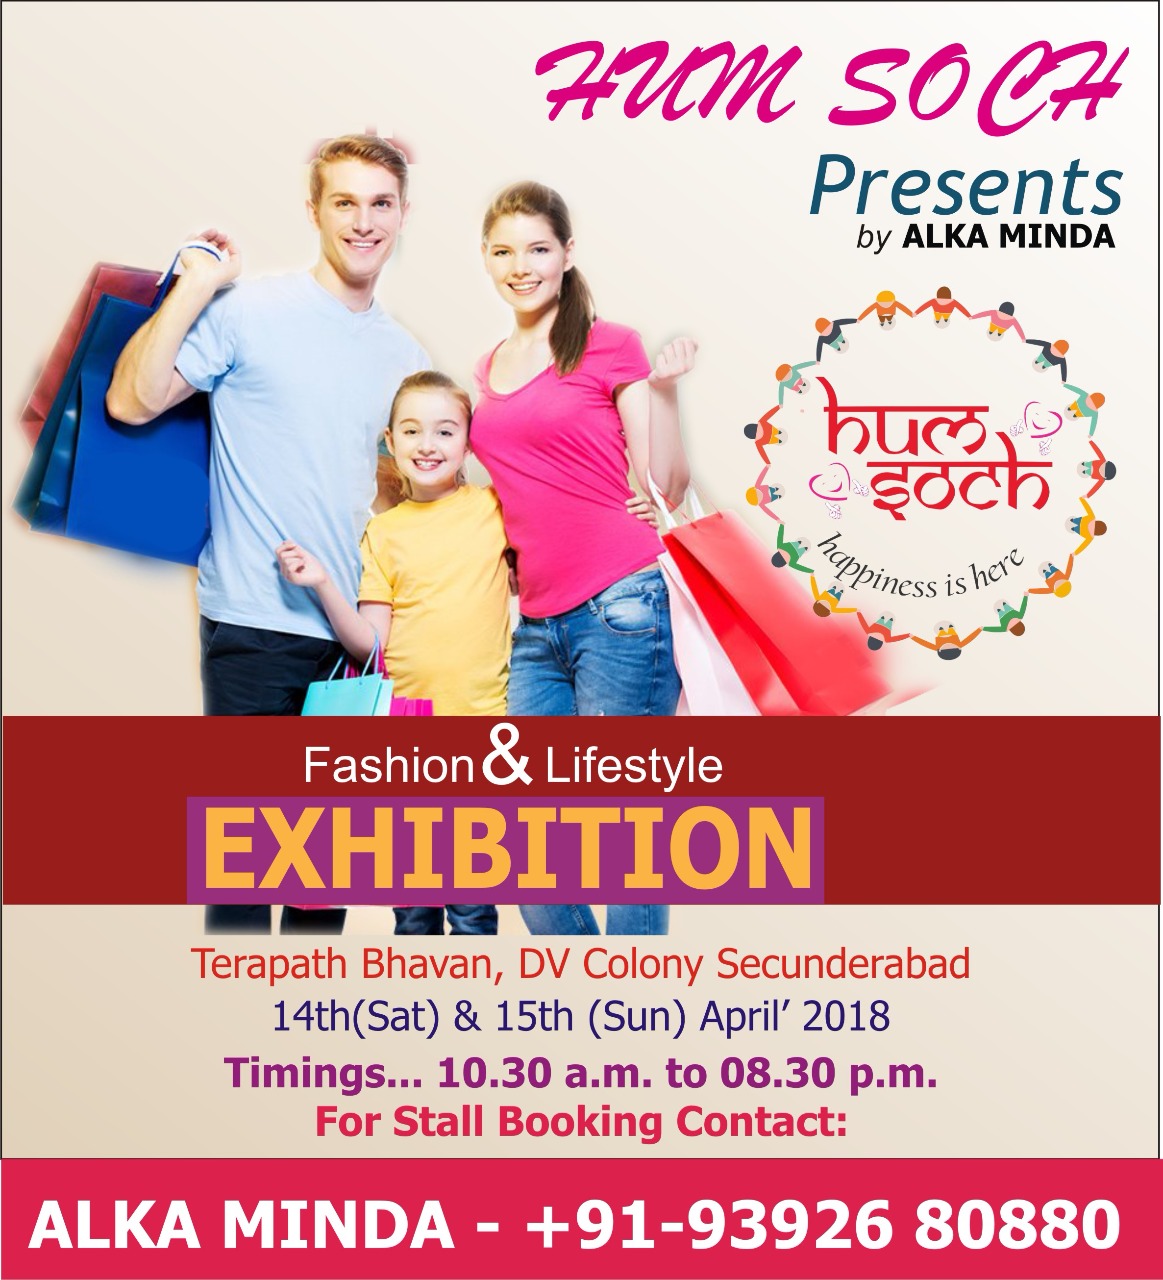 HUM SOCH
Presents
by ALKA MINDA
hum
soch
happiness is here
Fashion & Lifestyle
EXHIBITION
Terapath Bhavan, DV Colony Secunderabad
14th(Sat) & 15th (Sun) April’ 2018
Timings... 10.30 a.m. to 08.30 p.m.
For Stall Booking Contact:
ALKA MINDA - +91-93926 80880